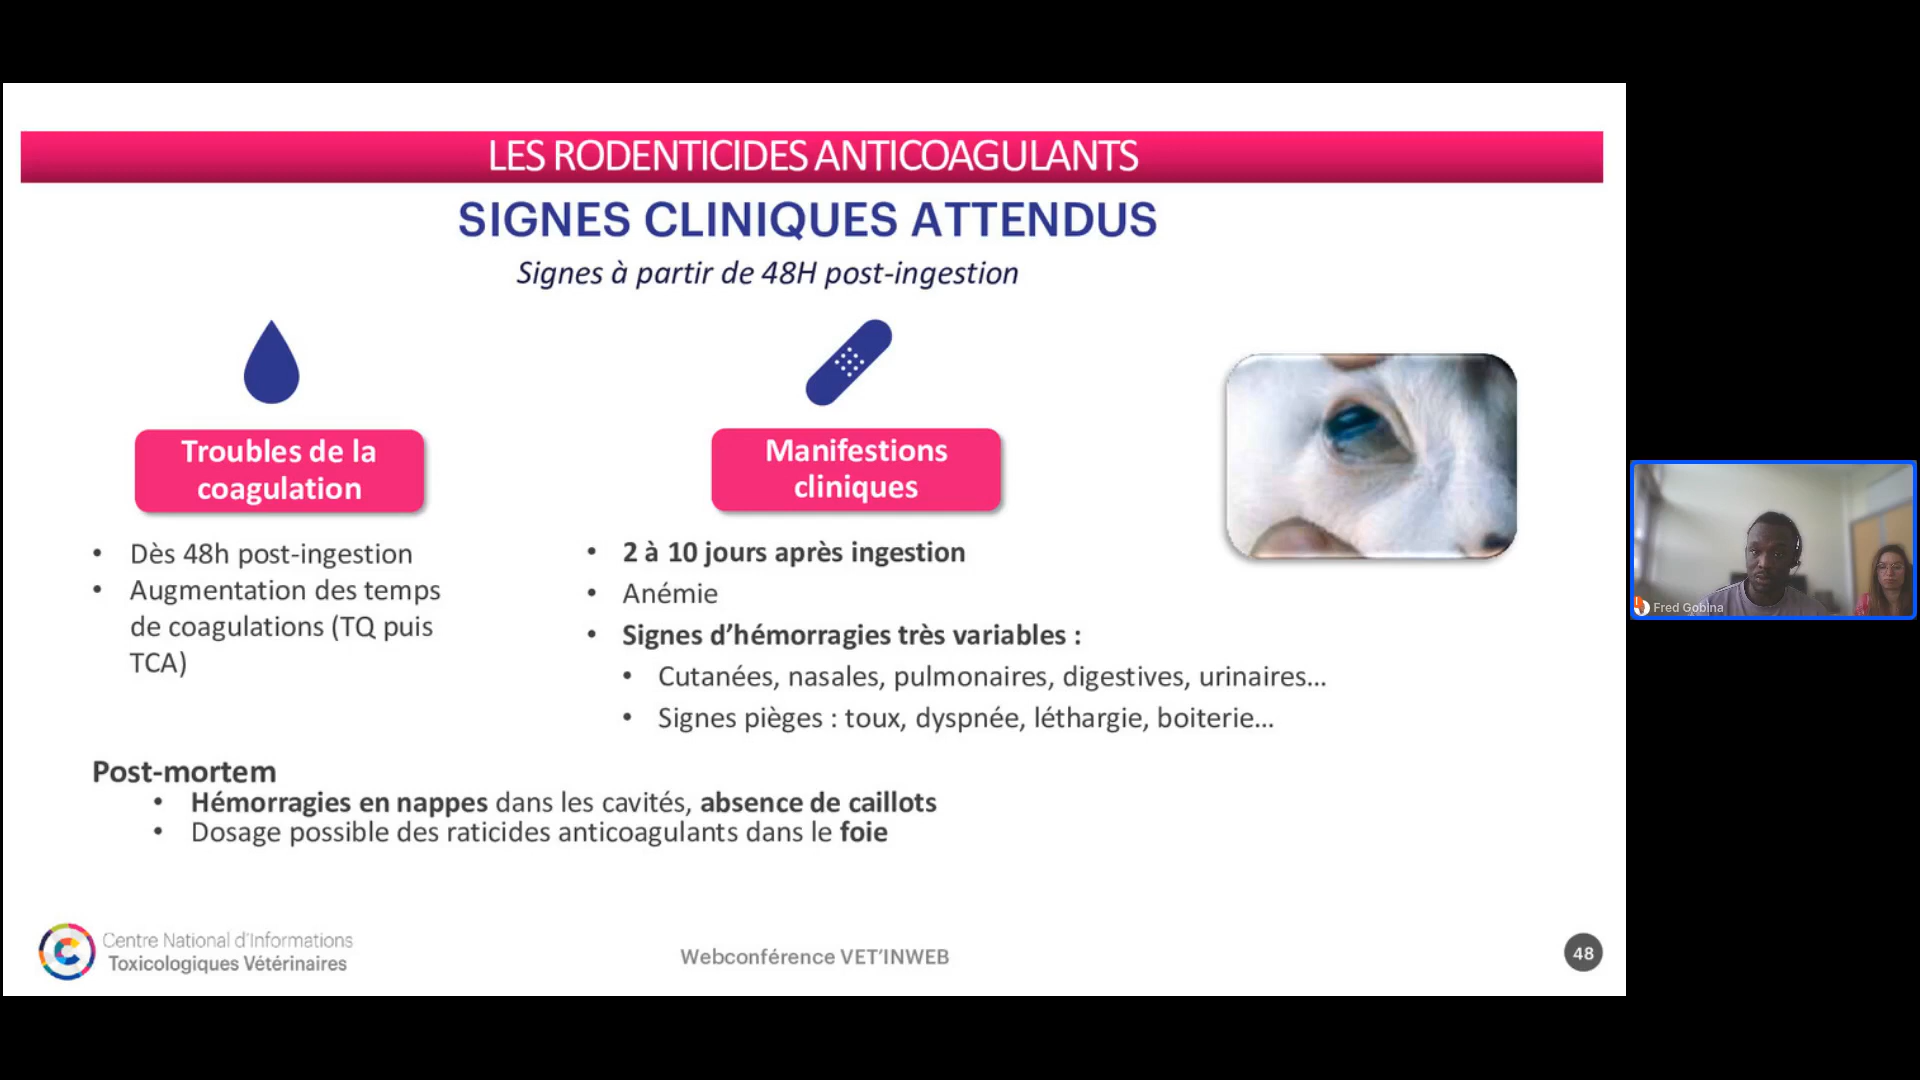 LES RODENTICIDES ANTICOAGULANTS
SIGNES CLINIQUES ATTENDUS
Signes à partir de 48H post-ingestion
Troubles de la
coagulation
• Dès 48h post-ingestion
• Augmentation des temps
de coagulations (TQ puis
TCA)
Manifestions
cliniques
• 2 à 10 jours après ingestion
• Anémie
• Signes d’hémorragies très variables :
• Cutanées, nasales, pulmonaires, digestives, urinaires…
• Signes pièges : toux, dyspnée, léthargie, boiterie…
Post-mortem
• Hémorragies en nappes dans les cavités, absence de caillots
• Dosage possible des raticides anticoagulants dans le foie
Centre National d’Informations
Toxicologiques Vétérinaires
Webconférence VET’INWEB
48
Fred Gobina